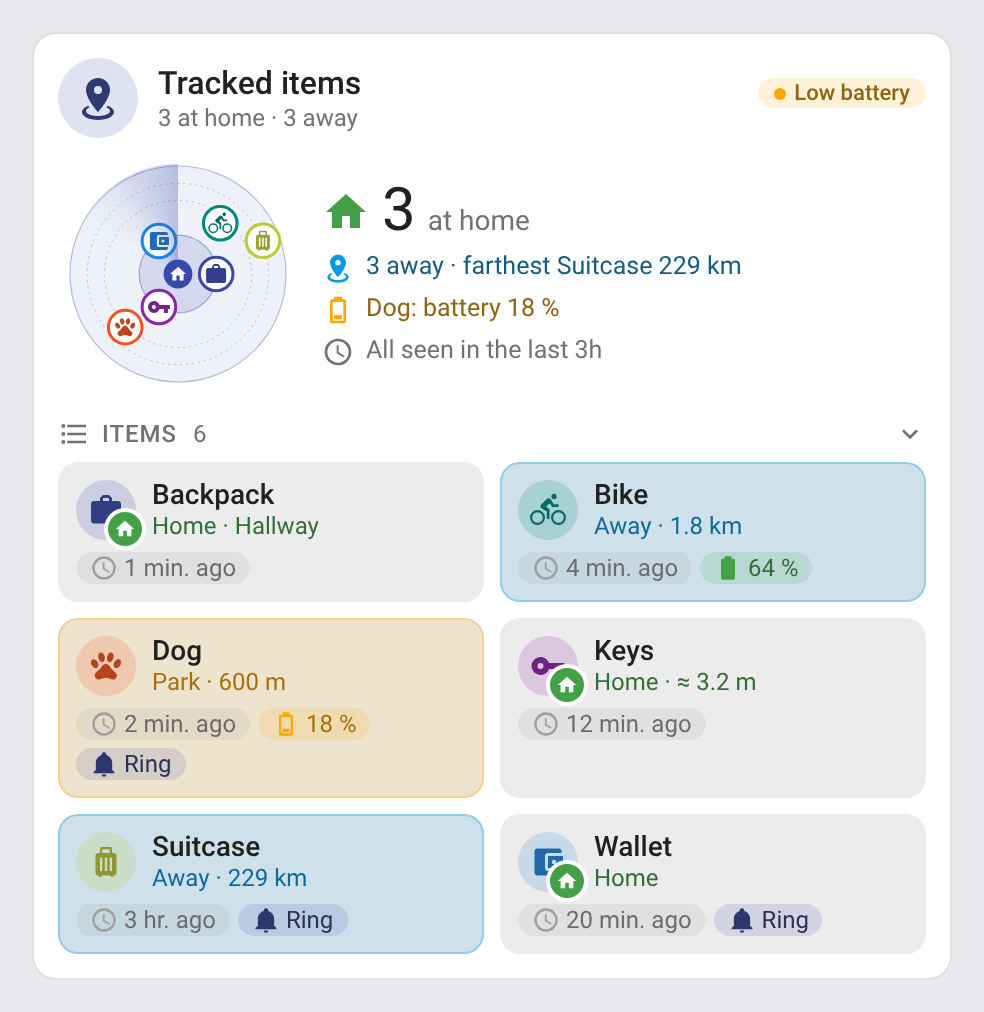 Tracked items
3 at home · 3 away
Low battery
3 at home
3 away · farthest Suitcase 229 km
Dog: battery 18 %
All seen in the last 3h
ITEMS 6
Backpack
Home · Hallway
1 min. ago
Bike
Away · 1.8 km
4 min. ago 64 %
Dog
Park · 600 m
2 min. ago 18 %
Ring
Keys
Home · ≈ 3.2 m
12 min. ago
Suitcase
Away · 229 km
3 hr. ago Ring
Wallet
Home
20 min. ago Ring